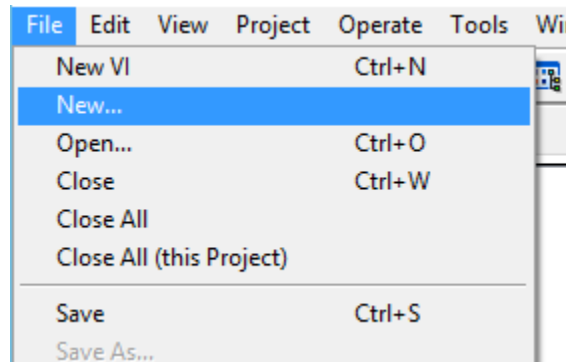 File Edit View Project Operate Tools Wi
New VI Ctrl+N
New...
Open... Ctrl+O
Close Ctrl+W
Close All
Close All (this Project)
Save Ctrl+S
Save As...